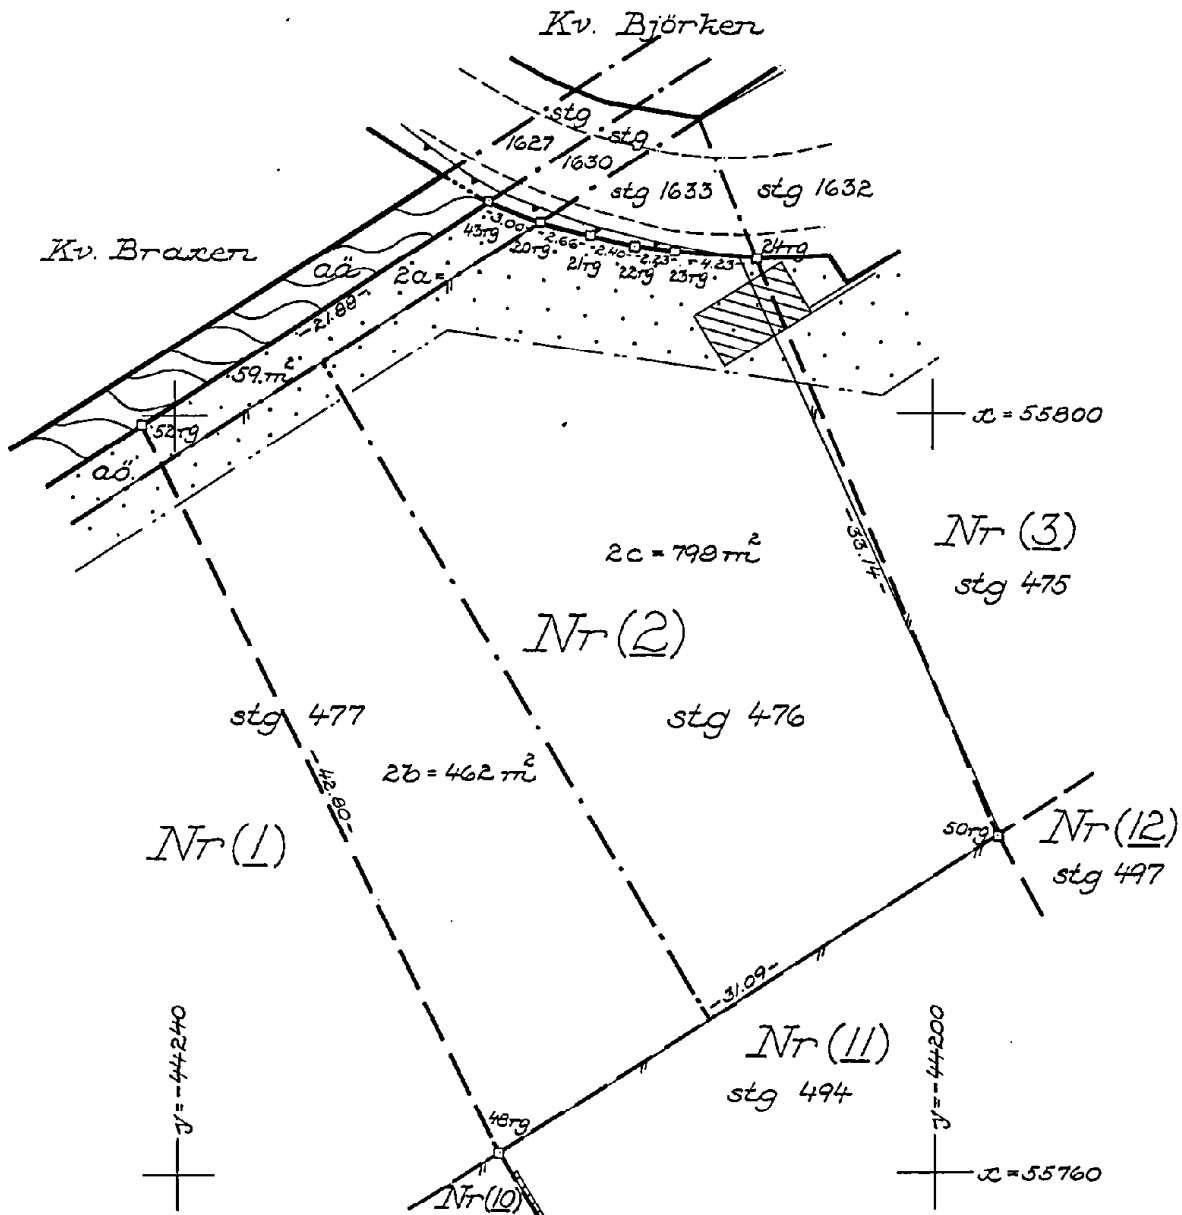 Kv. Björken
stg
1627
stg
1630
stg 1633
stg 1632
Kv. Braxen
43rg
-3.00-
20rg
-2.66-
21rg
-2.40-
22rg
-2.23-
23rg
-4.23-
24rg
aä
2a=
-21.88-
59 m²
52rg
aö
x=55800
2c=798 m²
-33.14-
Nr (3)
stg 475
Nr (2)
stg 477
stg 476
2b=462 m²
-42.80-
Nr (1)
50rg
Nr (12)
stg 497
-31.09-
Nr (11)
stg 494
y=-44240
y=-44200
48rg
Nr (10)
x=55760